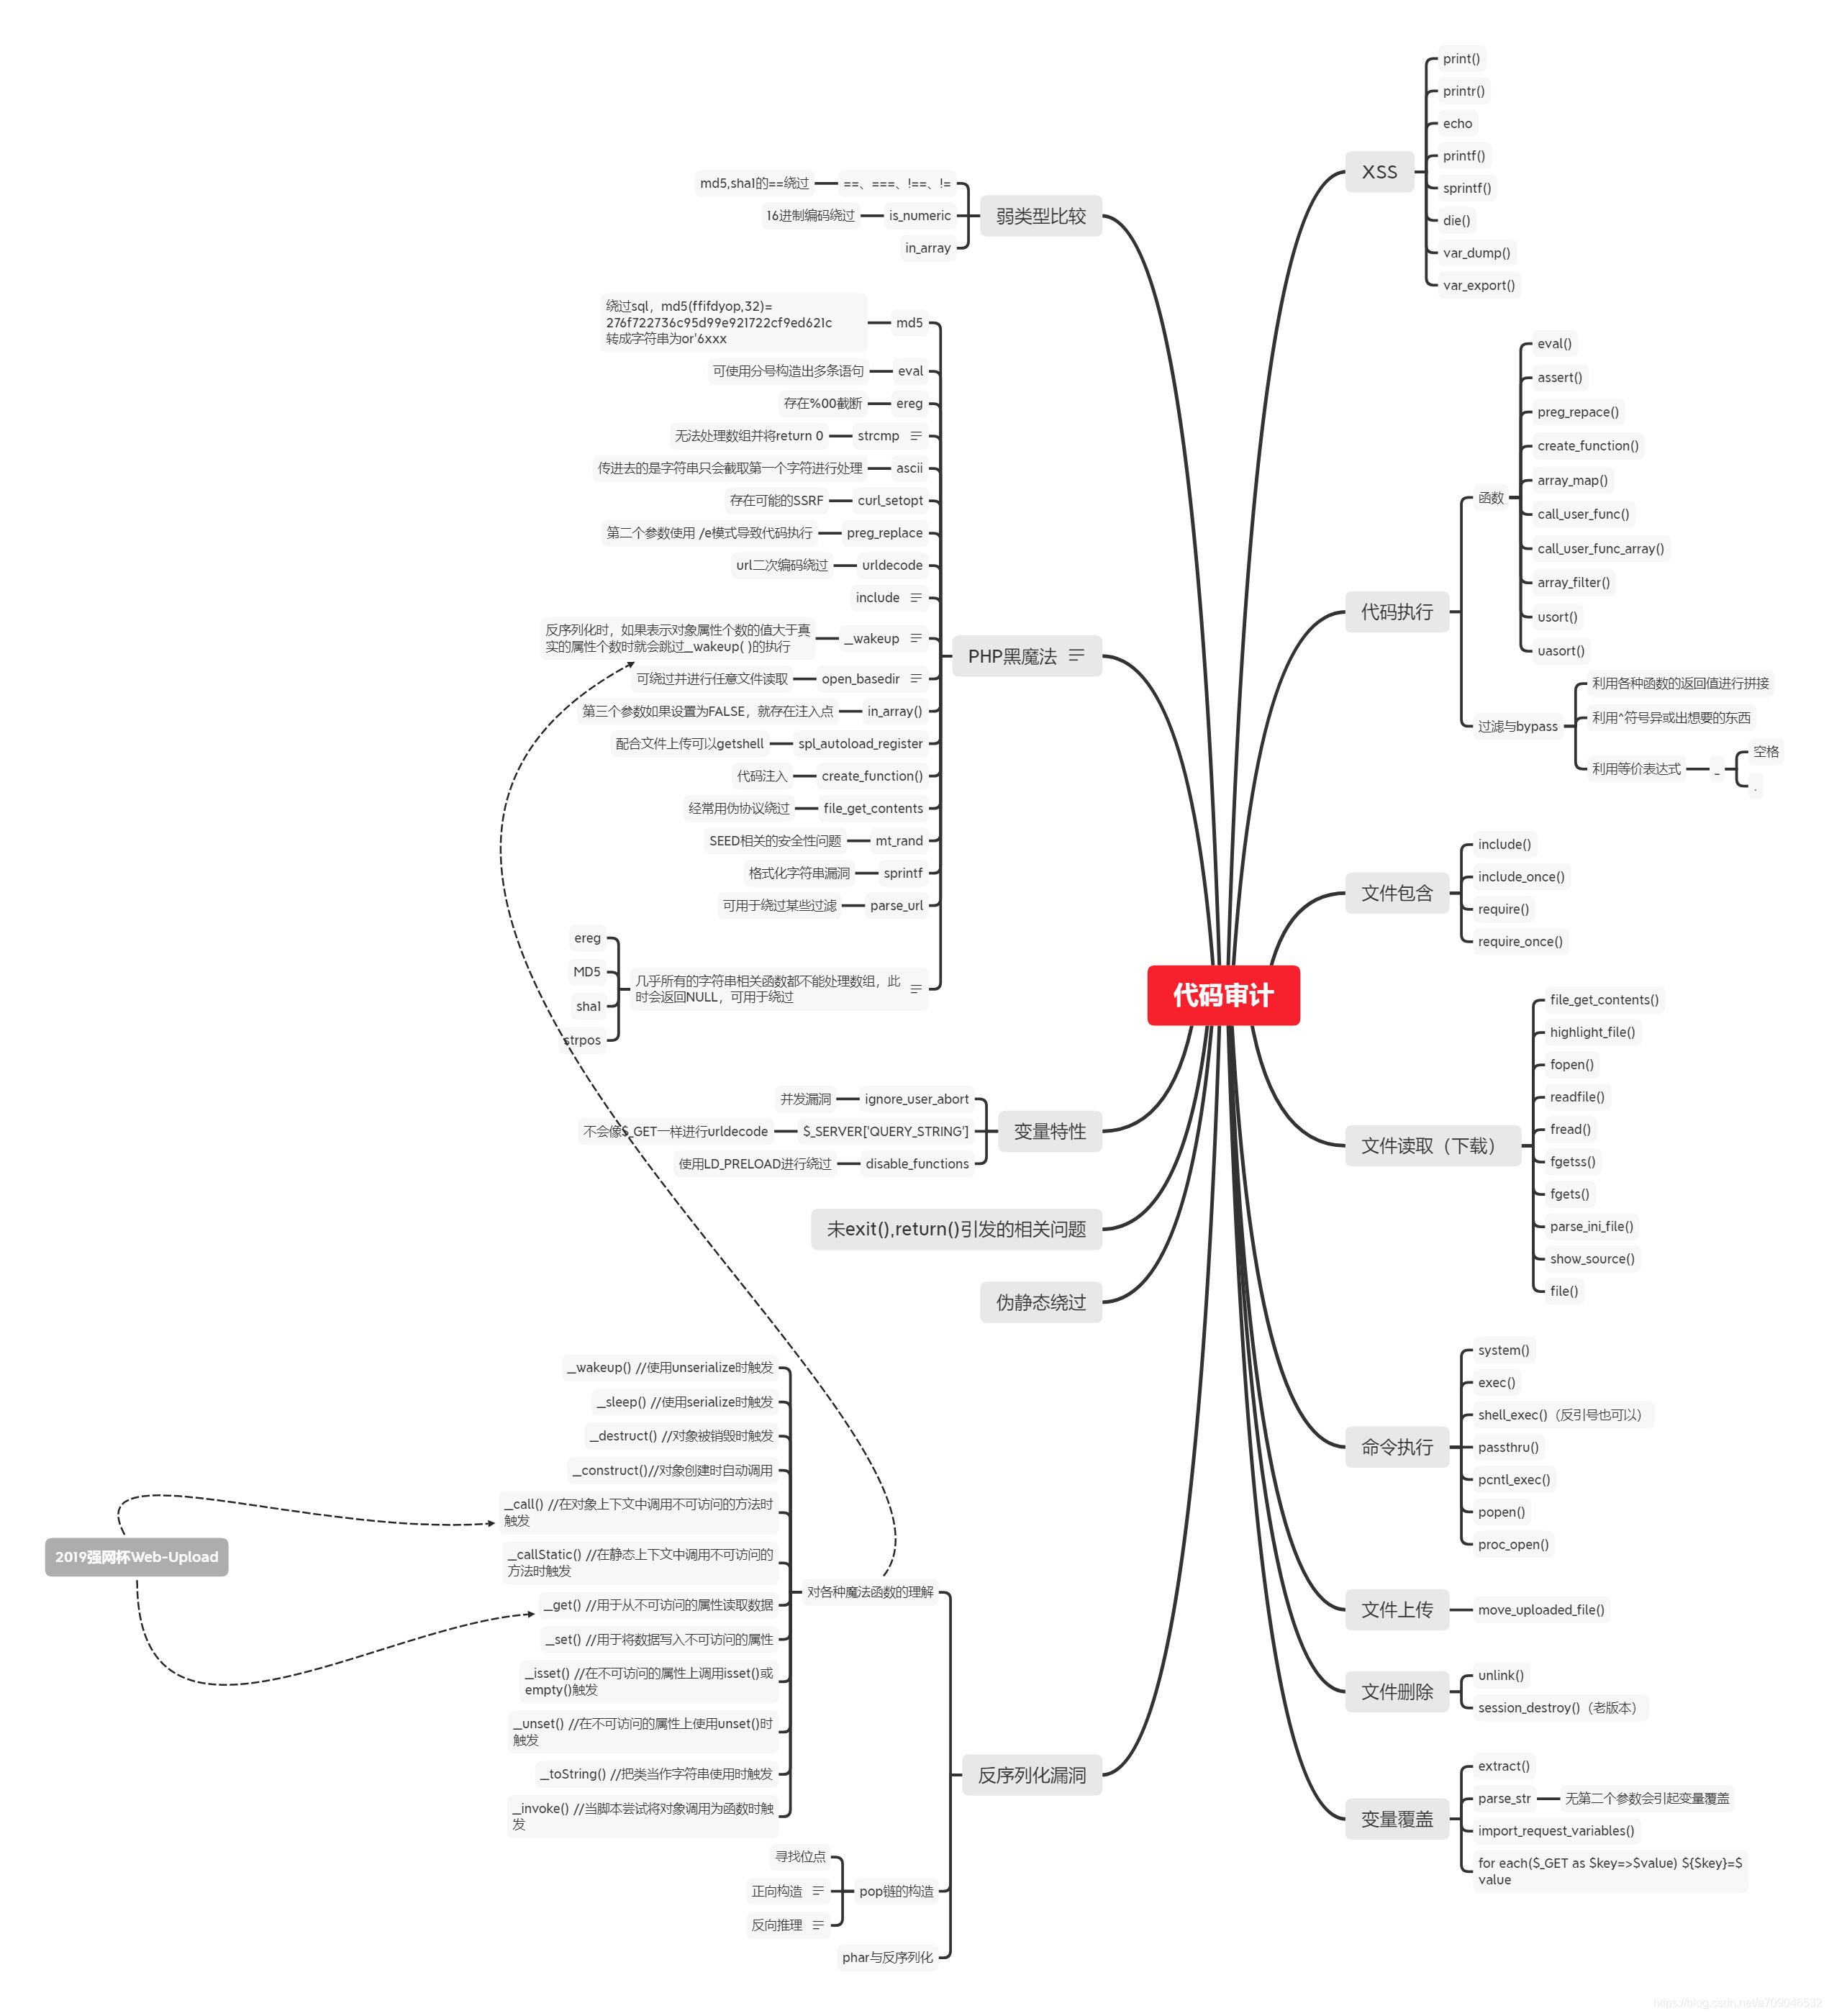 代码审计
XSS
print()
printr()
echo
printf()
sprintf()
die()
var_dump()
var_export()
代码执行
函数
eval()
assert()
preg_repace()
create_function()
array_map()
call_user_func()
call_user_func_array()
array_filter()
usort()
uasort()
过滤与bypass
利用各种函数的返回值进行拼接
利用^符号异或出想要的东西
利用等价表达式
_
空格
.
文件包含
include()
include_once()
require()
require_once()
文件读取（下载）
file_get_contents()
highlight_file()
fopen()
readfile()
fread()
fgetss()
fgets()
parse_ini_file()
show_source()
file()
命令执行
system()
exec()
shell_exec()（反引号也可以）
passthru()
pcntl_exec()
popen()
proc_open()
文件上传
move_uploaded_file()
文件删除
unlink()
session_destroy()（老版本）
变量覆盖
extract()
parse_str
无第二个参数会引起变量覆盖
import_request_variables()
for each($_GET as $key=>$value) ${$key}=$
value
弱类型比较
==、===、!==、!=
md5,sha1的==绕过
is_numeric
16进制编码绕过
in_array
PHP黑魔法
md5
绕过sql，md5(ffifdyop,32)=
276f722736c95d99e921722cf9ed621c
转成字符串为or'6xxx
eval
可使用分号构造出多条语句
ereg
存在%00截断
strcmp
无法处理数组并将return 0
ascii
传进去的是字符串只会截取第一个字符进行处理
curl_setopt
存在可能的SSRF
preg_replace
第二个参数使用 /e模式导致代码执行
urldecode
url二次编码绕过
include
__wakeup
反序列化时，如果表示对象属性个数的值大于真
实的属性个数时就会跳过__wakeup( )的执行
open_basedir
可绕过并进行任意文件读取
in_array()
第三个参数如果设置为FALSE，就存在注入点
spl_autoload_register
配合文件上传可以getshell
create_function()
代码注入
file_get_contents
经常用伪协议绕过
mt_rand
SEED相关的安全性问题
sprintf
格式化字符串漏洞
parse_url
可用于绕过某些过滤
几乎所有的字符串相关函数都不能处理数组，此
时会返回NULL，可用于绕过
ereg
MD5
sha1
strpos
变量特性
ignore_user_abort
并发漏洞
$_SERVER['QUERY_STRING']
不会像$_GET一样进行urldecode
disable_functions
使用LD_PRELOAD进行绕过
未exit(),return()引发的相关问题
伪静态绕过
反序列化漏洞
对各种魔法函数的理解
__wakeup() //使用unserialize时触发
__sleep() //使用serialize时触发
__destruct() //对象被销毁时触发
__construct()//对象创建时自动调用
__call() //在对象上下文中调用不可访问的方法时
触发
__callStatic() //在静态上下文中调用不可访问的
方法时触发
__get() //用于从不可访问的属性读取数据
__set() //用于将数据写入不可访问的属性
__isset() //在不可访问的属性上调用isset()或
empty()触发
__unset() //在不可访问的属性上使用unset()时
触发
__toString() //把类当作字符串使用时触发
__invoke() //当脚本尝试将对象调用为函数时触
发
pop链的构造
寻找位点
正向构造
反向推理
phar与反序列化
2019强网杯Web-Upload
https://blog.csdn.net/a709046532